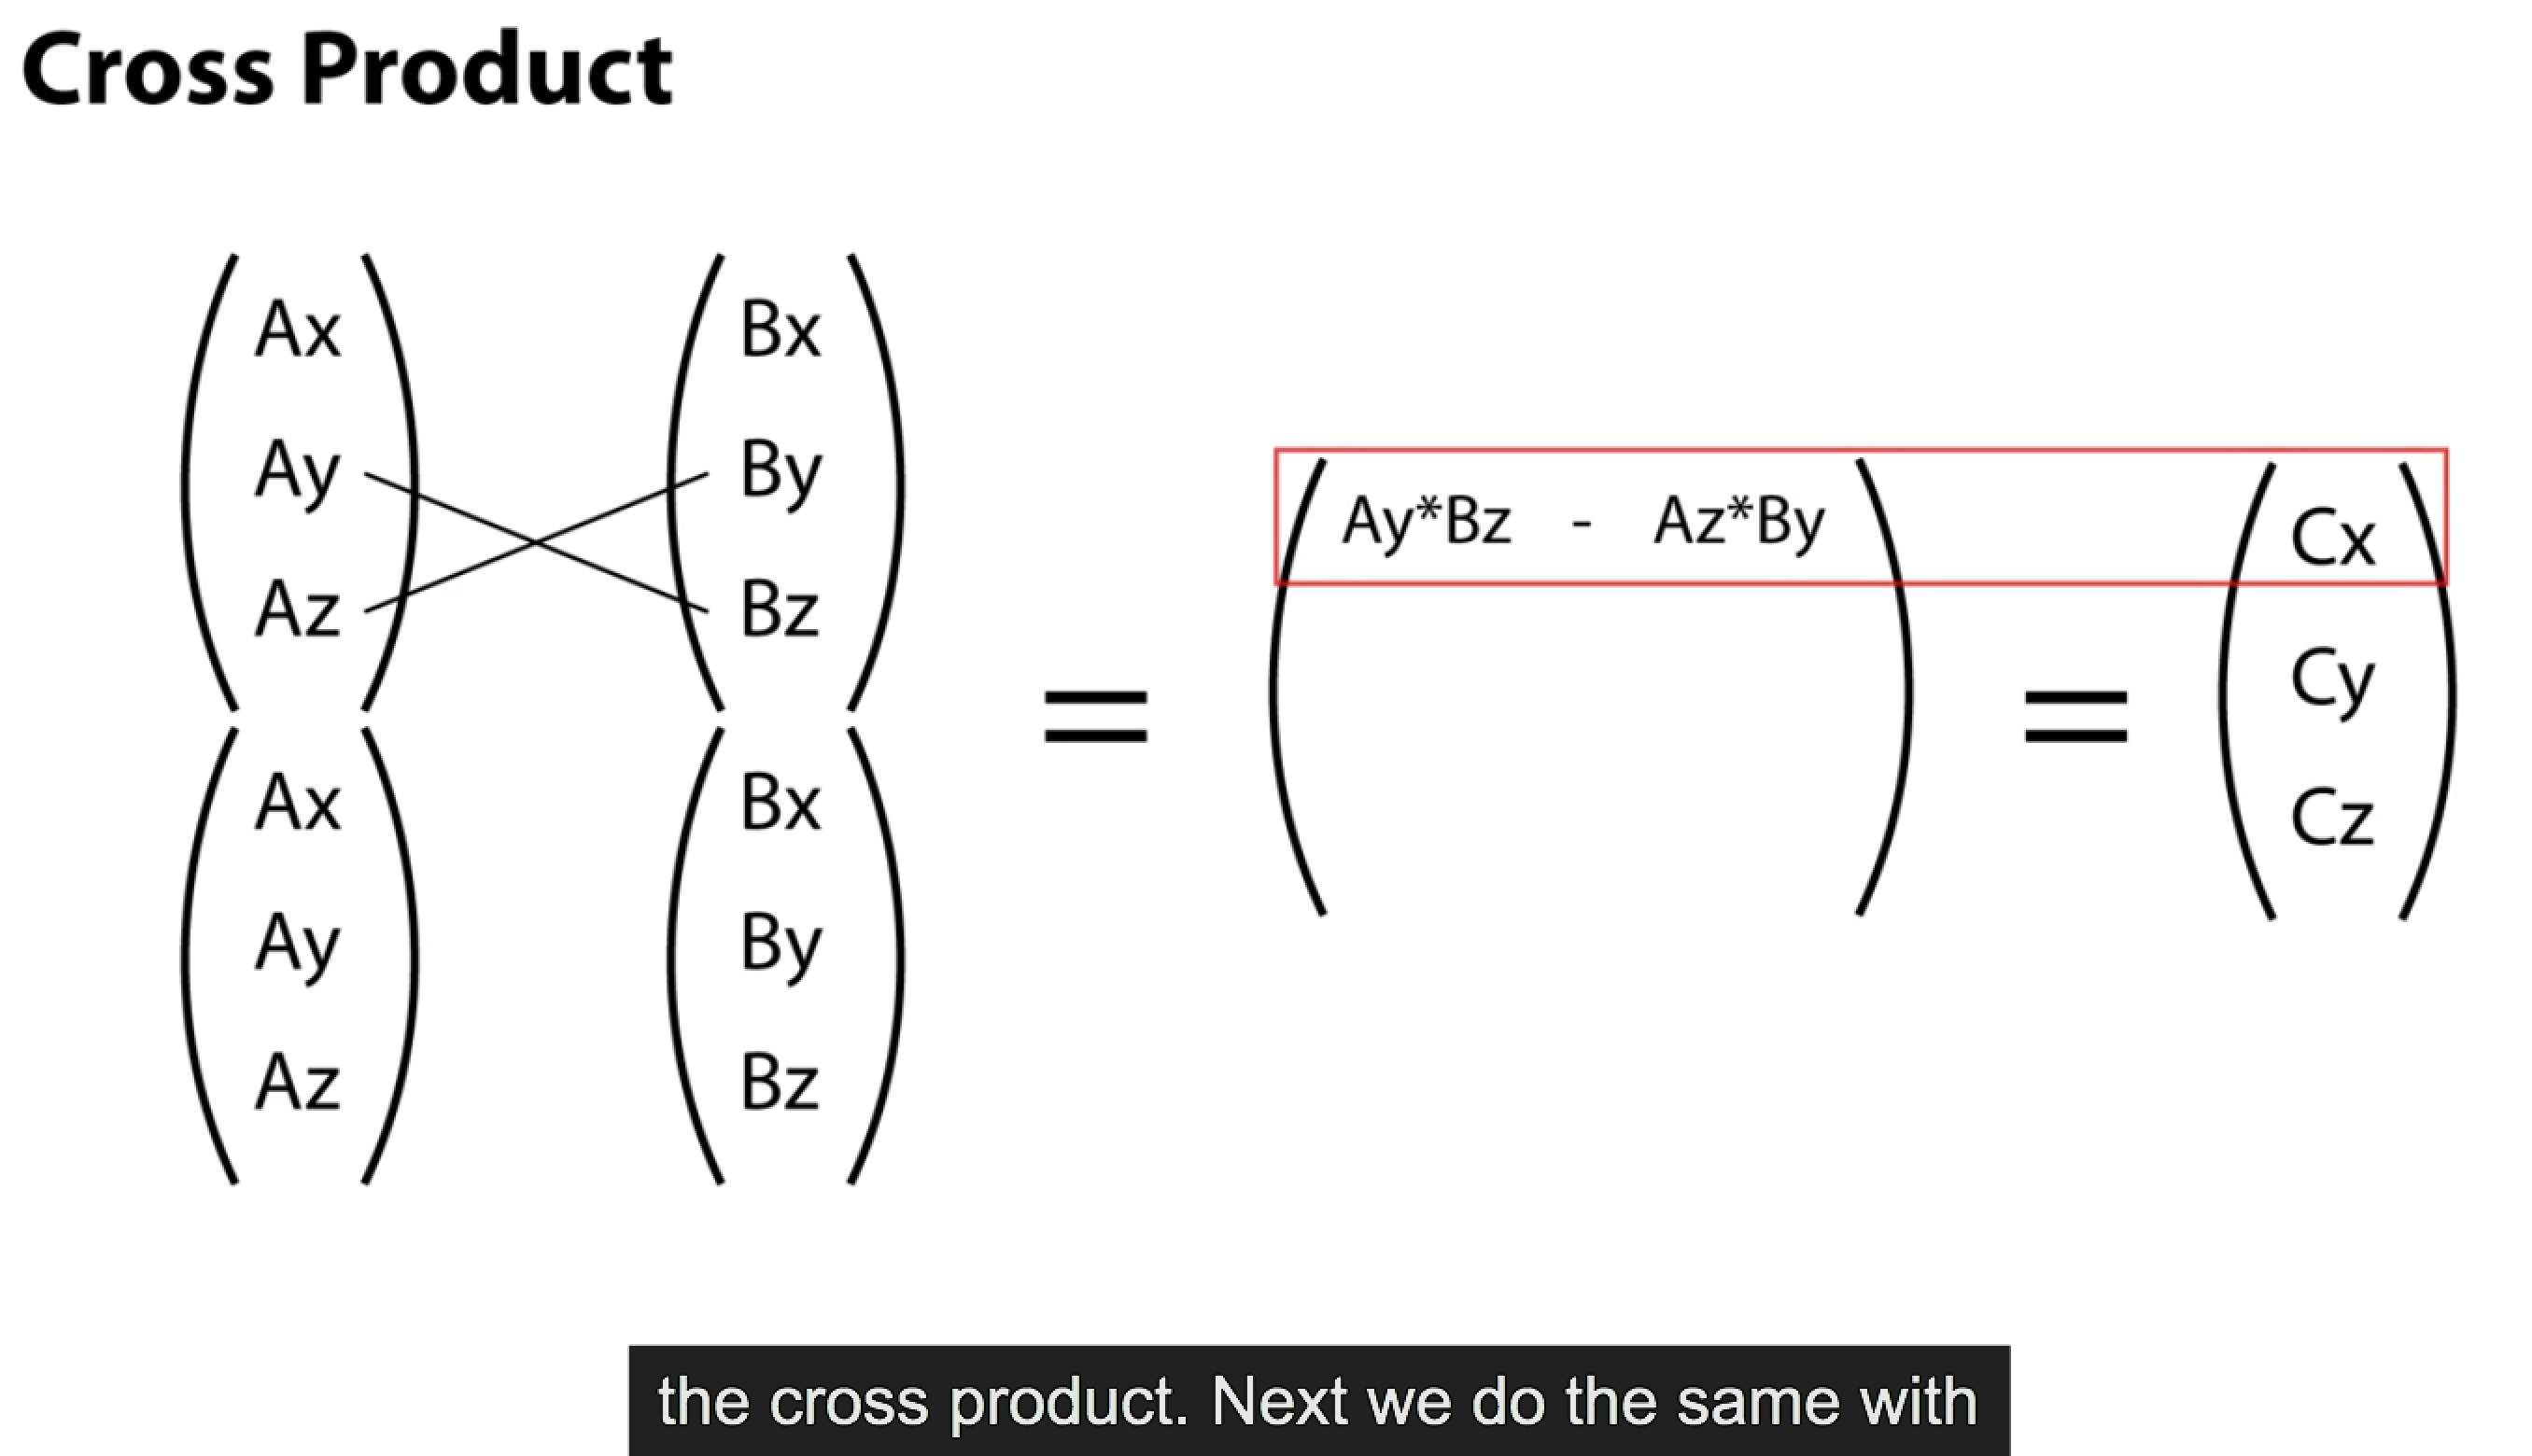 Cross Product
Ax Bx
Ay By
Az Bz
Ay*Bz - Az*By
Cx
= = Cy
Cz
Ax Bx
Ay By
Az Bz
the cross product. Next we do the same with